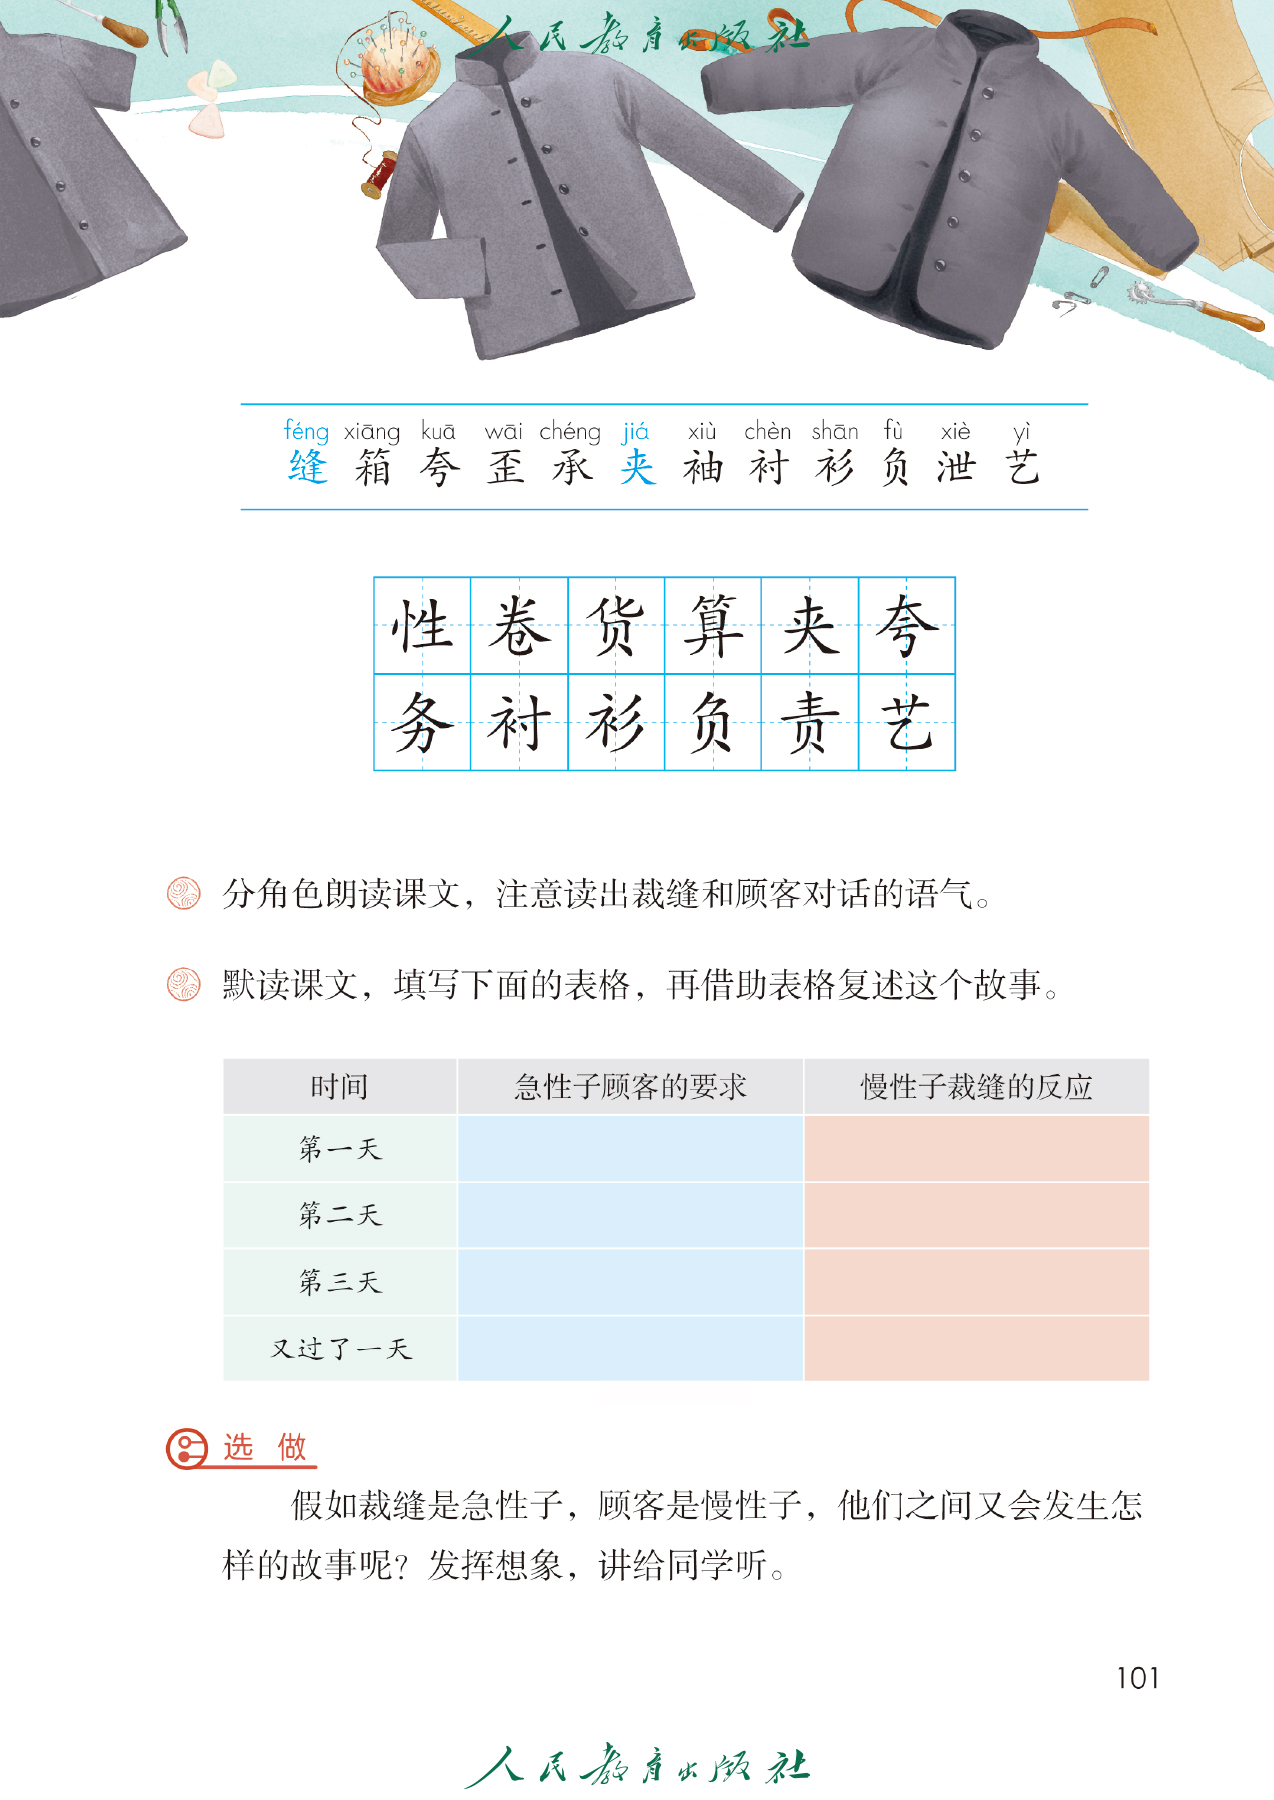 人民教育出版社
féng xiāng kuā wāi chéng jiá xiù chèn shān fù xiè yì
缝 箱 夸 歪 承 夹 袖 衬 衫 负 泄 艺
性 卷 货 算 夹 夸
务 衬 衫 负 责 艺
分角色朗读课文，注意读出裁缝和顾客对话的语气。
默读课文，填写下面的表格，再借助表格复述这个故事。
时间 急性子顾客的要求 慢性子裁缝的反应
第一天
第二天
第三天
又过了一天
选 做
假如裁缝是急性子，顾客是慢性子，他们之间又会发生怎
样的故事呢？发挥想象，讲给同学听。
101
人民教育出版社